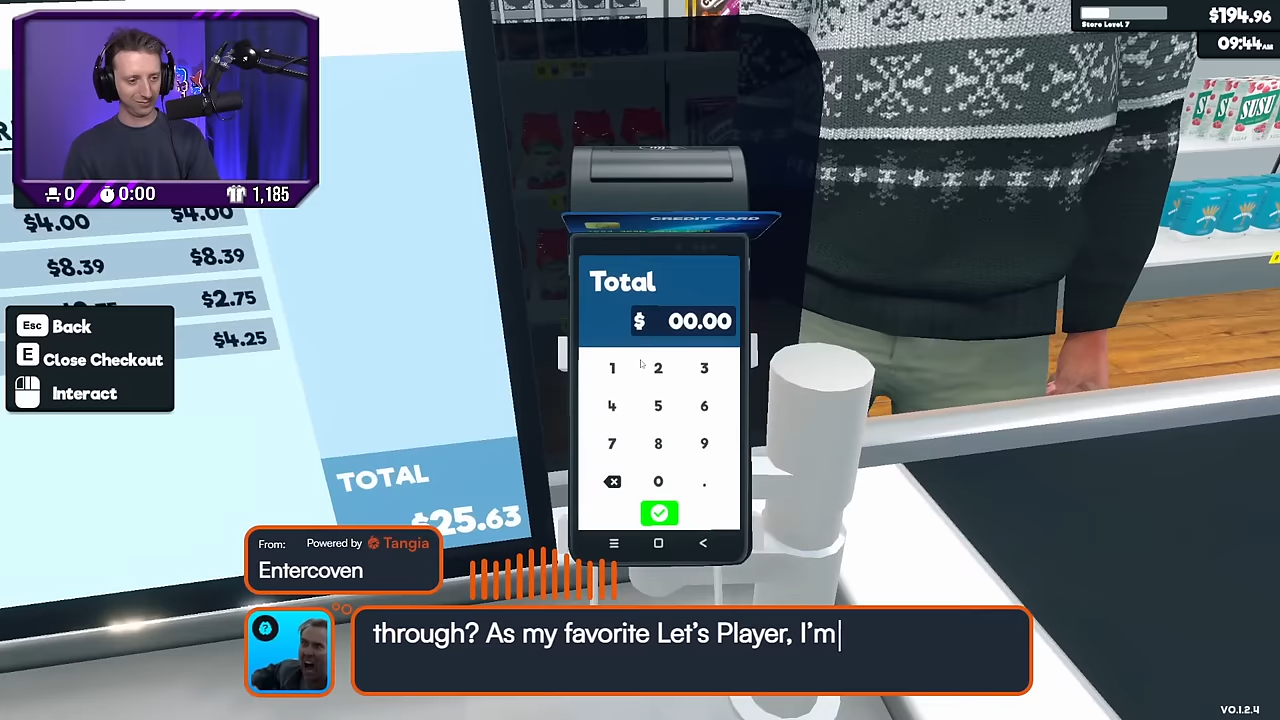 $194.96
Store Level 7
09:44AM
0
0:00
1,185
$4.00 $4.00
$8.39 $8.39
$2.75
$4.25
Esc Back
E Close Checkout
Interact
TOTAL
$25.63
CREDIT CARD
Total
$ 00.00
1 2 3
4 5 6
7 8 9
0 .
SUSU
From: Powered by Tangia
Entercoven
through? As my favorite Let's Player, I'm
V0.1.2.4